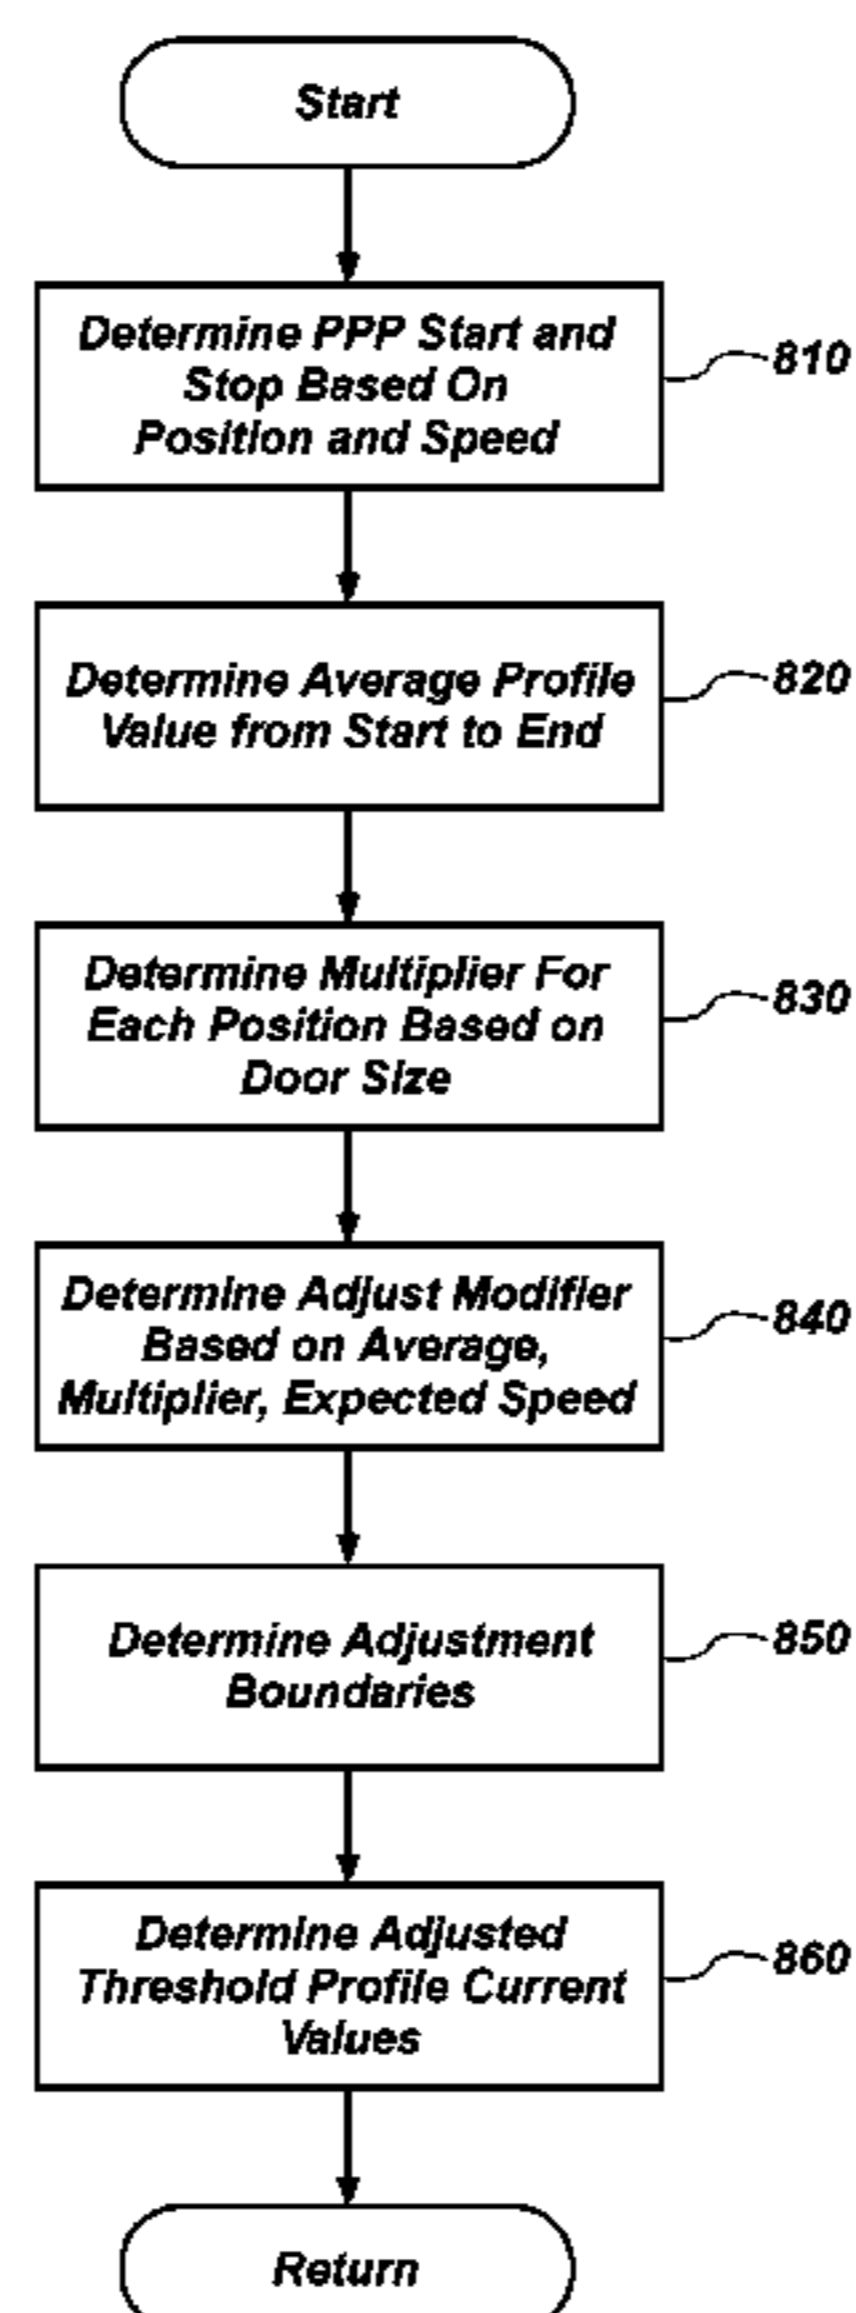 Start
Determine PPP Start and
Stop Based On
Position and Speed
810
Determine Average Profile
Value from Start to End
820
Determine Multiplier For
Each Position Based on
Door Size
830
Determine Adjust Modifier
Based on Average,
Multiplier, Expected Speed
840
Determine Adjustment
Boundaries
850
Determine Adjusted
Threshold Profile Current
Values
860
Return